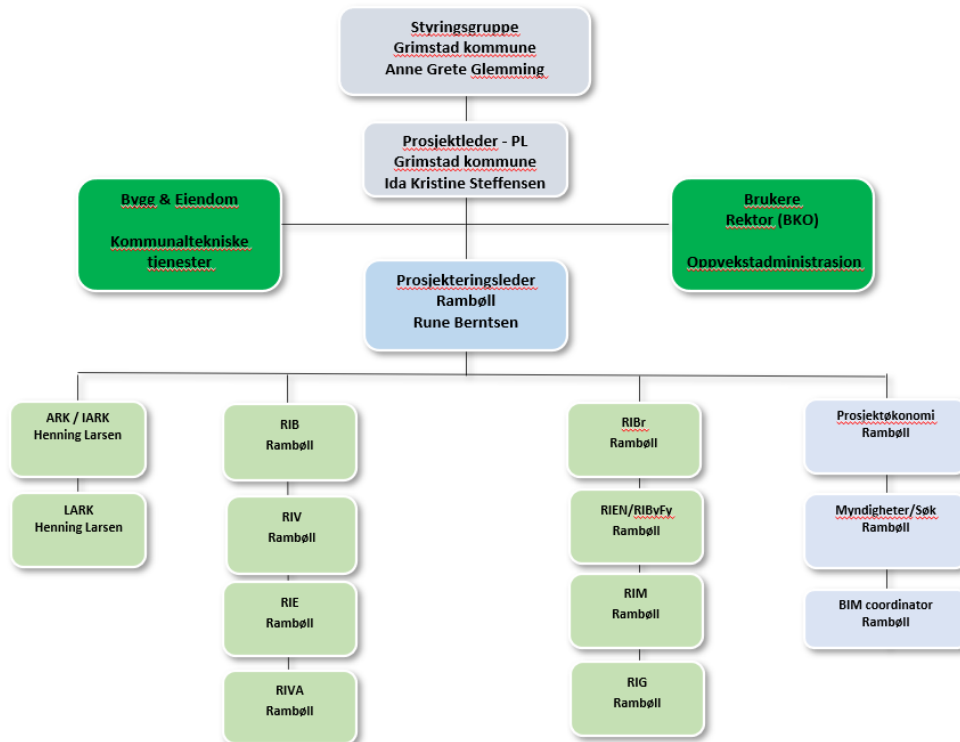 Styringsgruppe
Grimstad kommune
Anne Grete Glemming
Prosjektleder - PL
Grimstad kommune
Ida Kristine Steffensen
Bygg & Eiendom
Kommunaltekniske
tjenester
Brukere
Rektor (BKO)
Oppvekstadministrasjon
Prosjekteringsleder
Rambøll
Rune Berntsen
ARK / IARK
Henning Larsen
LARK
Henning Larsen
RIB
Rambøll
RIV
Rambøll
RIE
Rambøll
RIVA
Rambøll
RIBr
Rambøll
RIEN/RIByFy
Rambøll
RIM
Rambøll
RIG
Rambøll
Prosjektøkonomi
Rambøll
Myndigheter/Søk
Rambøll
BIM coordinator
Rambøll